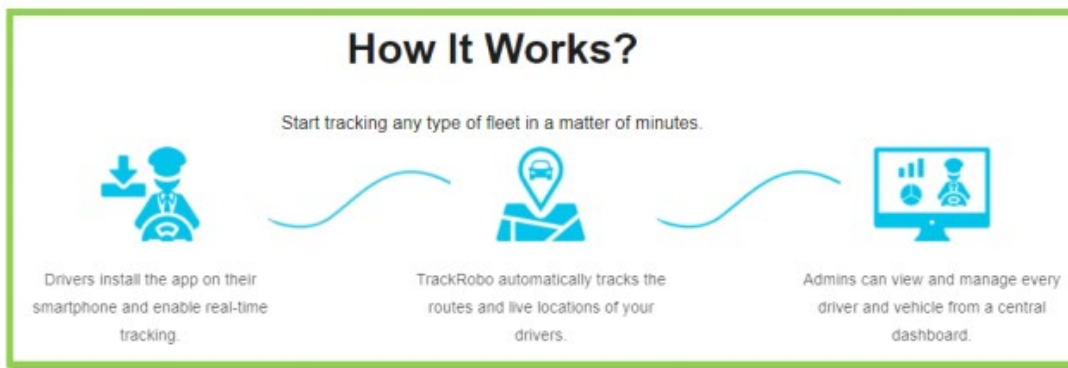 How It Works?
Start tracking any type of fleet in a matter of minutes.
Drivers install the app on their
smartphone and enable real-time
tracking.
TrackRobo automatically tracks the
routes and live locations of your
drivers.
Admins can view and manage every
driver and vehicle from a central
dashboard.